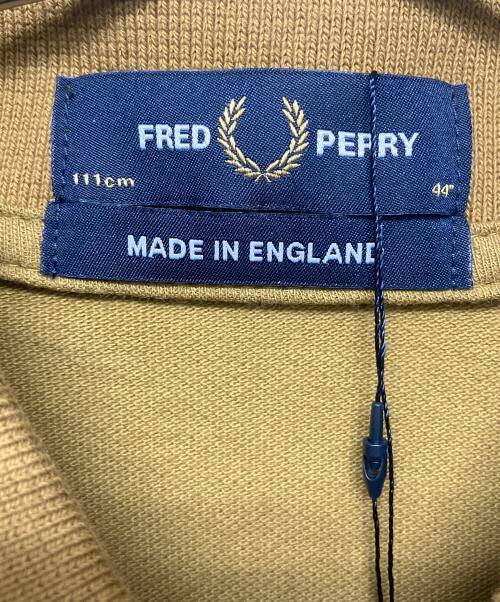 FRED PERRY
111cm 44"
MADE IN ENGLAND